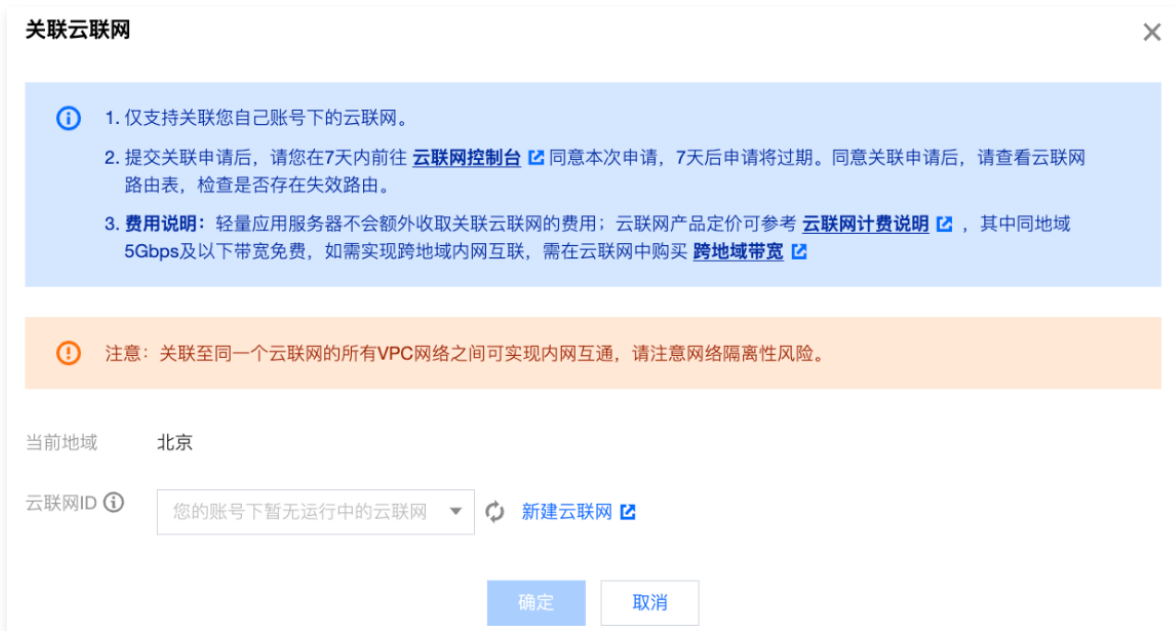 关联云联网
1. 仅支持关联您自己账号下的云联网。
2. 提交关联申请后，请您在7天内前往 云联网控制台 同意本次申请，7天后申请将过期。同意关联申请后，请查看云联网
路由表，检查是否存在失效路由。
3. 费用说明：轻量应用服务器不会额外收取关联云联网的费用；云联网产品定价可参考 云联网计费说明 ，其中同地域
5Gbps及以下带宽免费，如需实现跨地域内网互联，需在云联网中购买 跨地域带宽
注意：关联至同一个云联网的所有VPC网络之间可实现内网互通，请注意网络隔离性风险。
当前地域 北京
云联网ID 您的账号下暂无运行中的云联网 新建云联网
确定 取消